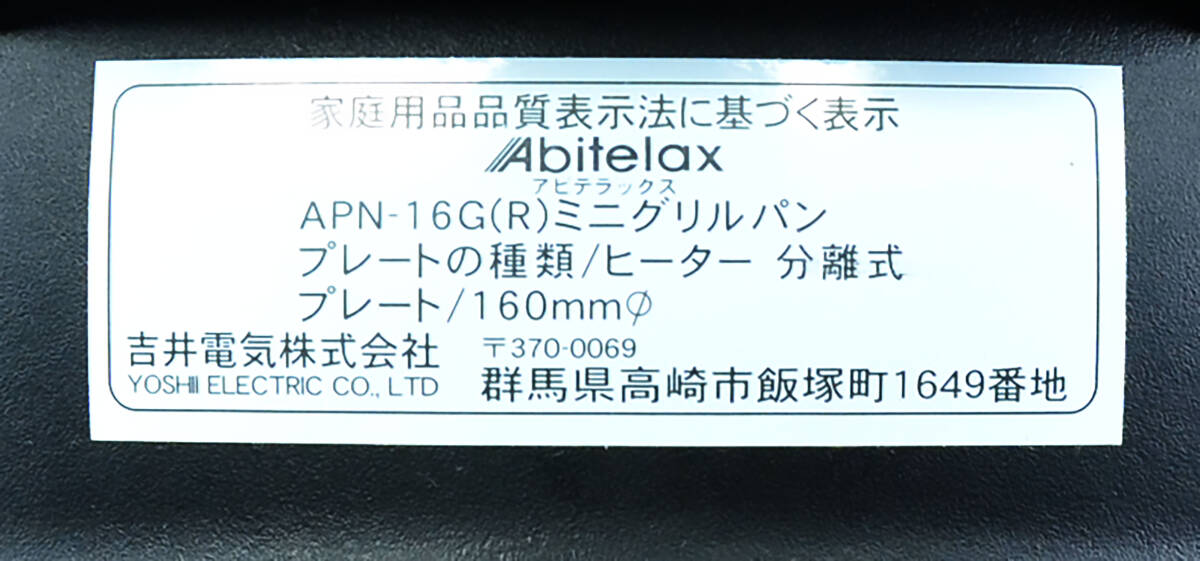 家庭用品品質表示法に基づく表示
Abitelax
アビテラックス
APN-16G(R)ミニグリルパン
プレートの種類/ヒーター 分離式
プレート/160mm∅
吉井電気株式会社 〒370-0069
YOSHII ELECTRIC CO., LTD 群馬県高崎市飯塚町1649番地